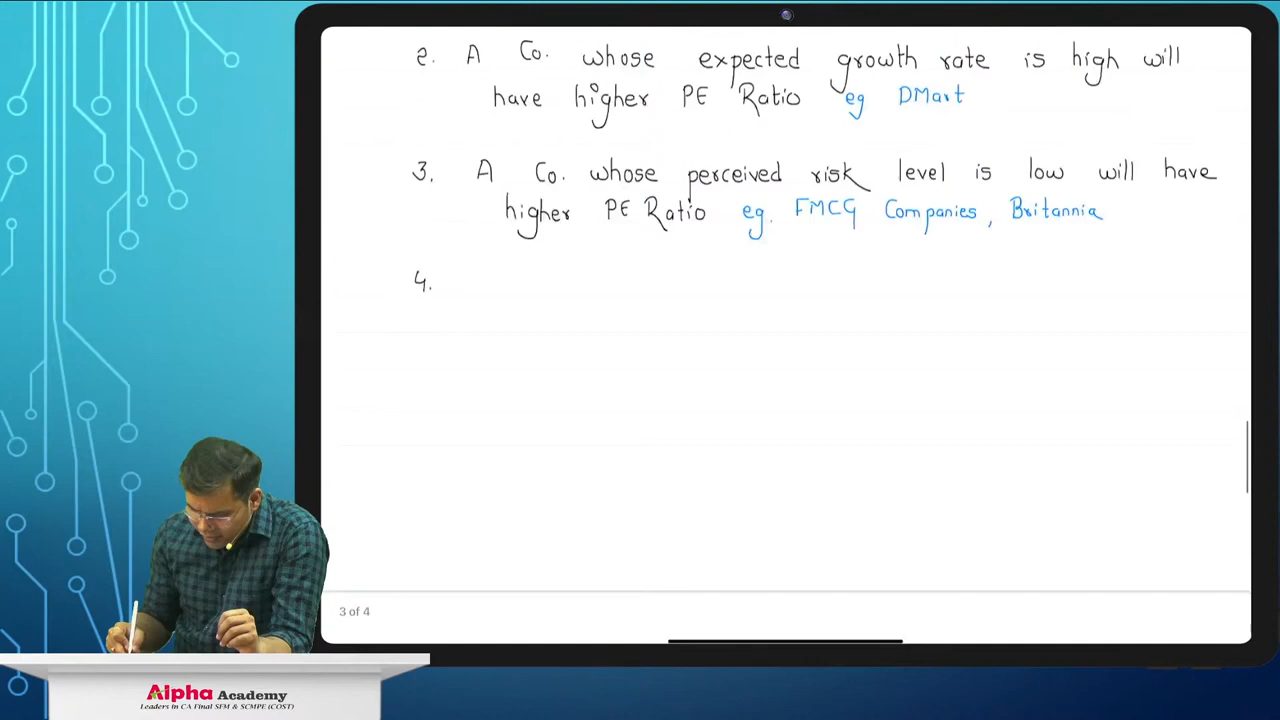 2. A Co. whose expected growth rate is high will
have higher PE Ratio eg DMart
3. A Co. whose perceived risk level is low will have
higher PE Ratio eg. FMCG Companies, Britannia
4.
3 of 4
Alpha Academy
Leaders in CA Final SFM & SCMPE (COST)